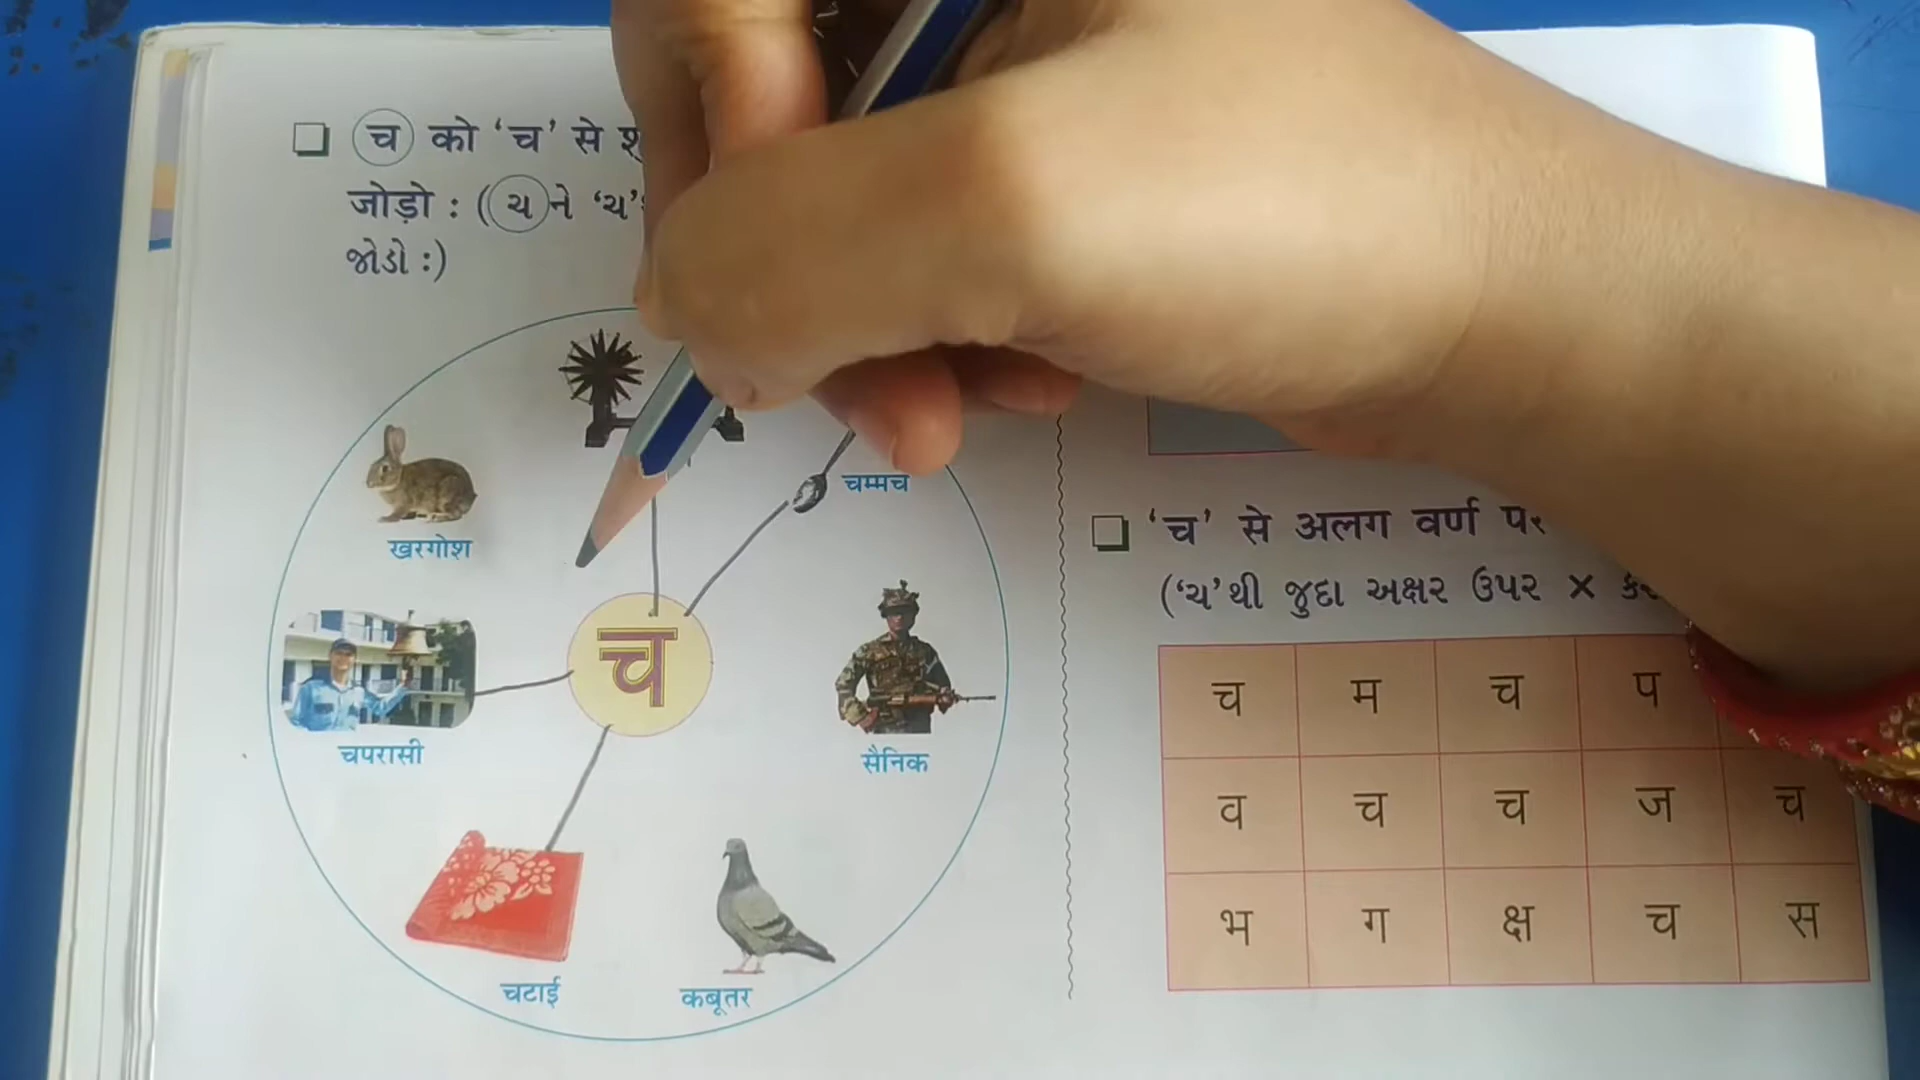 च को ‘च’ से
जोड़ो : (ચ ને ‘ચ’
જોડો :)
चम्मच
खरगोश
चपरासी
च
सैनिक
चटाई
कबूतर
‘च’ से अलग वर्ण
(‘ચ’થી જુદા અક્ષર ઉપર ×
च म च प
व च च ज च
भ ग क्ष च स